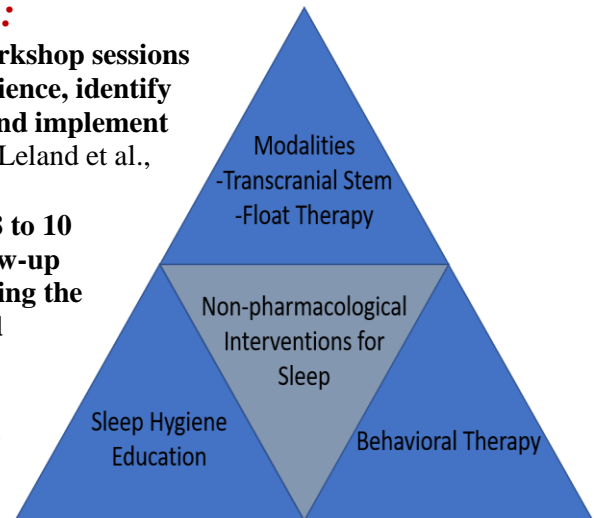 :
rkshop sessions
ience, identify
nd implement
Leland et al.,
to 10
w-up
ing the
Modalities
-Transcranial Stem
-Float Therapy
Non-pharmacological
Interventions for
Sleep
Sleep Hygiene
Education
Behavioral Therapy